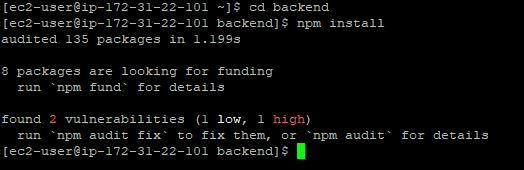 [ec2-user@ip-172-31-22-101 ~]$ cd backend
[ec2-user@ip-172-31-22-101 backend]$ npm install
audited 135 packages in 1.199s
8 packages are looking for funding
run `npm fund` for details
found 2 vulnerabilities (1 low, 1 high)
run `npm audit fix` to fix them, or `npm audit` for details
[ec2-user@ip-172-31-22-101 backend]$